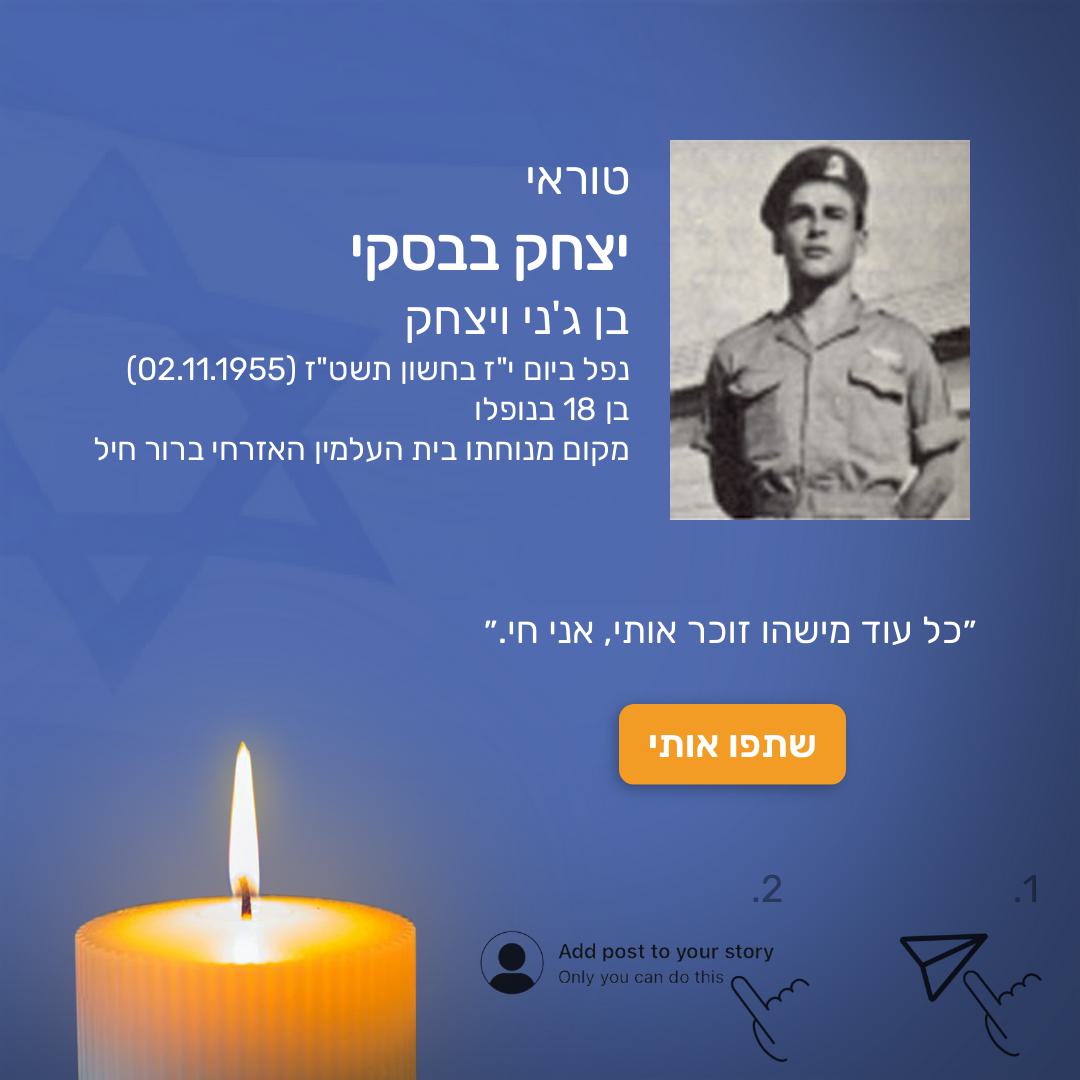 טוראי
יצחק בבסקי
בן ג'ני ויצחק
נפל ביום י"ז בחשון תשט"ז (02.11.1955)
בן 18 בנופלו
מקום מנוחתו בית העלמין האזרחי ברור חיל
״כל עוד מישהו זוכר אותי, אני חי.״
שתפו אותי
.1
.2
Add post to your story
Only you can do this